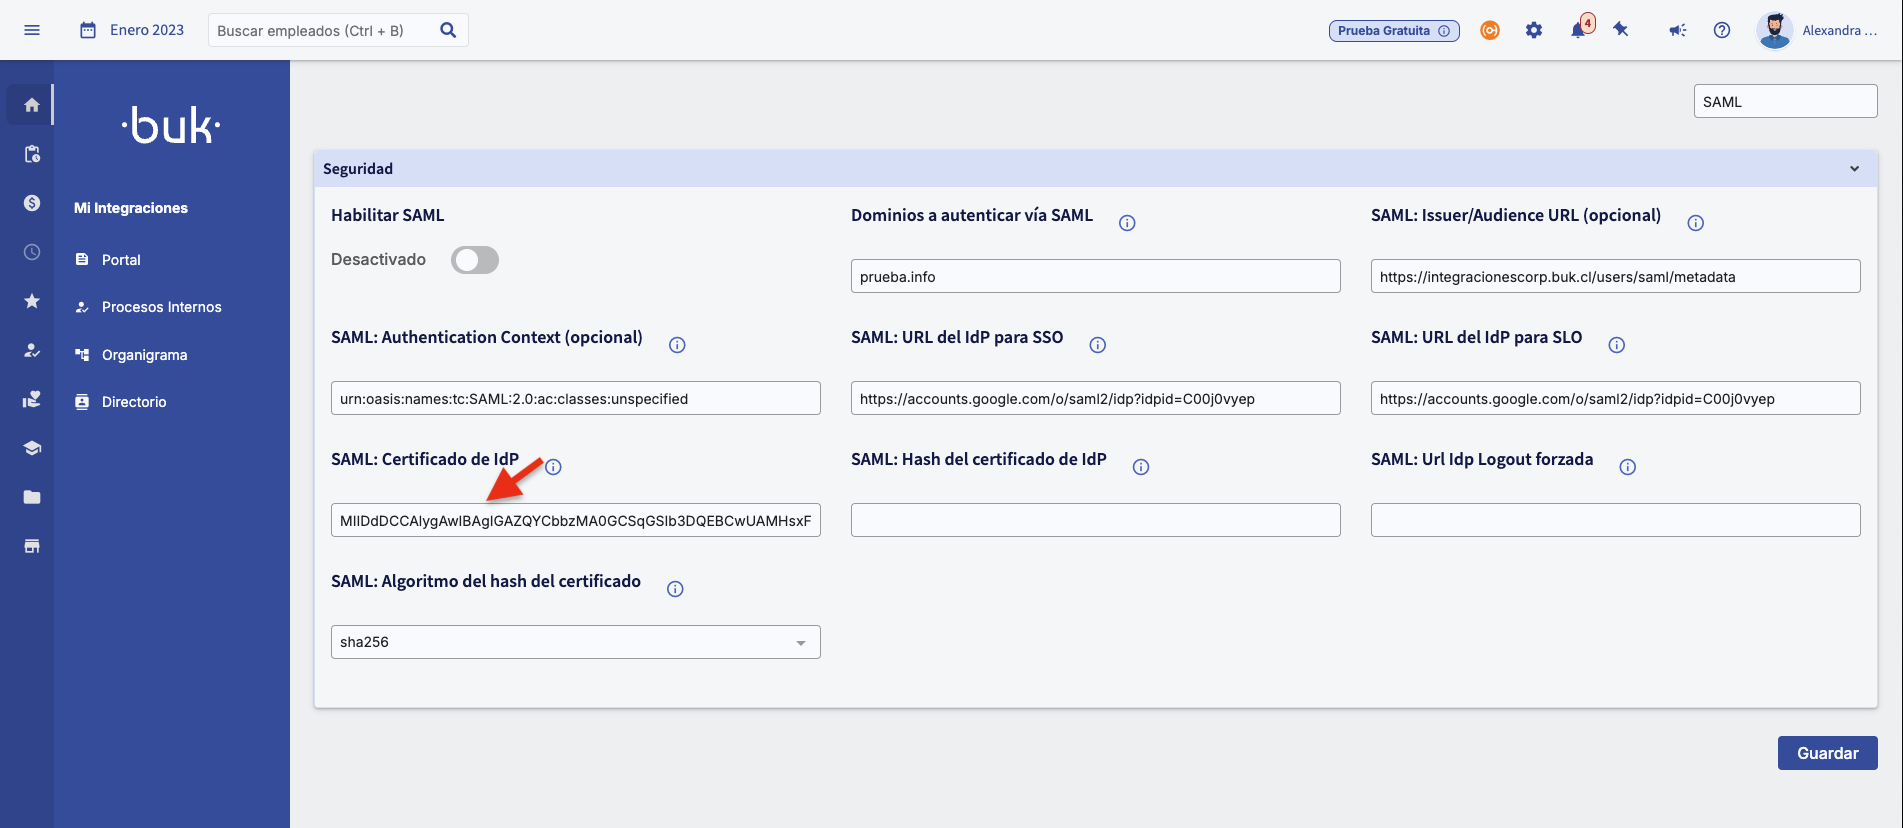 Enero 2023
Buscar empleados (Ctrl + B)
Prueba Gratuita
4
Alexandra ...
buk
Mi Integraciones
Portal
Procesos Internos
Organigrama
Directorio
SAML
Seguridad
Habilitar SAML
Desactivado
Dominios a autenticar vía SAML
prueba.info
SAML: Issuer/Audience URL (opcional)
https://integracionescorp.buk.cl/users/saml/metadata
SAML: Authentication Context (opcional)
urn:oasis:names:tc:SAML:2.0:ac:classes:unspecified
SAML: URL del IdP para SSO
https://accounts.google.com/o/saml2/idp?idpid=C00j0vyep
SAML: URL del IdP para SLO
https://accounts.google.com/o/saml2/idp?idpid=C00j0vyep
SAML: Certificado de IdP
MIIDdDCCAlygAwIBAgIGAZQYCbbzMA0GCSqGSIb3DQEBCwUAMHsxF
SAML: Hash del certificado de IdP
SAML: Url Idp Logout forzada
SAML: Algoritmo del hash del certificado
sha256
Guardar